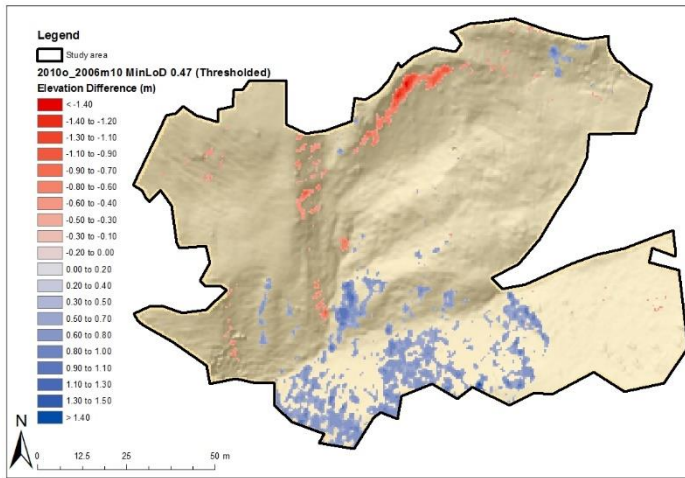 Legend
Study area
2010o_2006m10 MinLoD 0.47 (Thresholded)
Elevation Difference (m)
< -1.40
-1.40 to -1.20
-1.30 to -1.10
-1.10 to -0.90
-0.90 to -0.70
-0.80 to -0.60
-0.60 to -0.40
-0.50 to -0.30
-0.30 to -0.10
-0.20 to 0.00
0.00 to 0.20
0.20 to 0.40
0.30 to 0.50
0.50 to 0.70
0.60 to 0.80
0.80 to 1.00
0.90 to 1.10
1.10 to 1.30
1.30 to 1.50
> 1.40
N
0 12.5 25 50 m